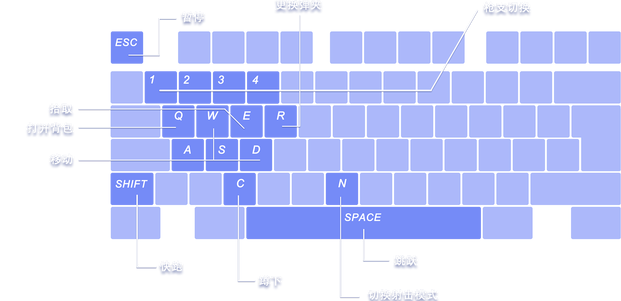 暂停
更换弹夹
枪支切换
ESC
1 2 3 4
拾取
Q W E R
打开背包
A S D
移动
SHIFT C N
SPACE
跳跃
快跑
蹲下
切换射击模式